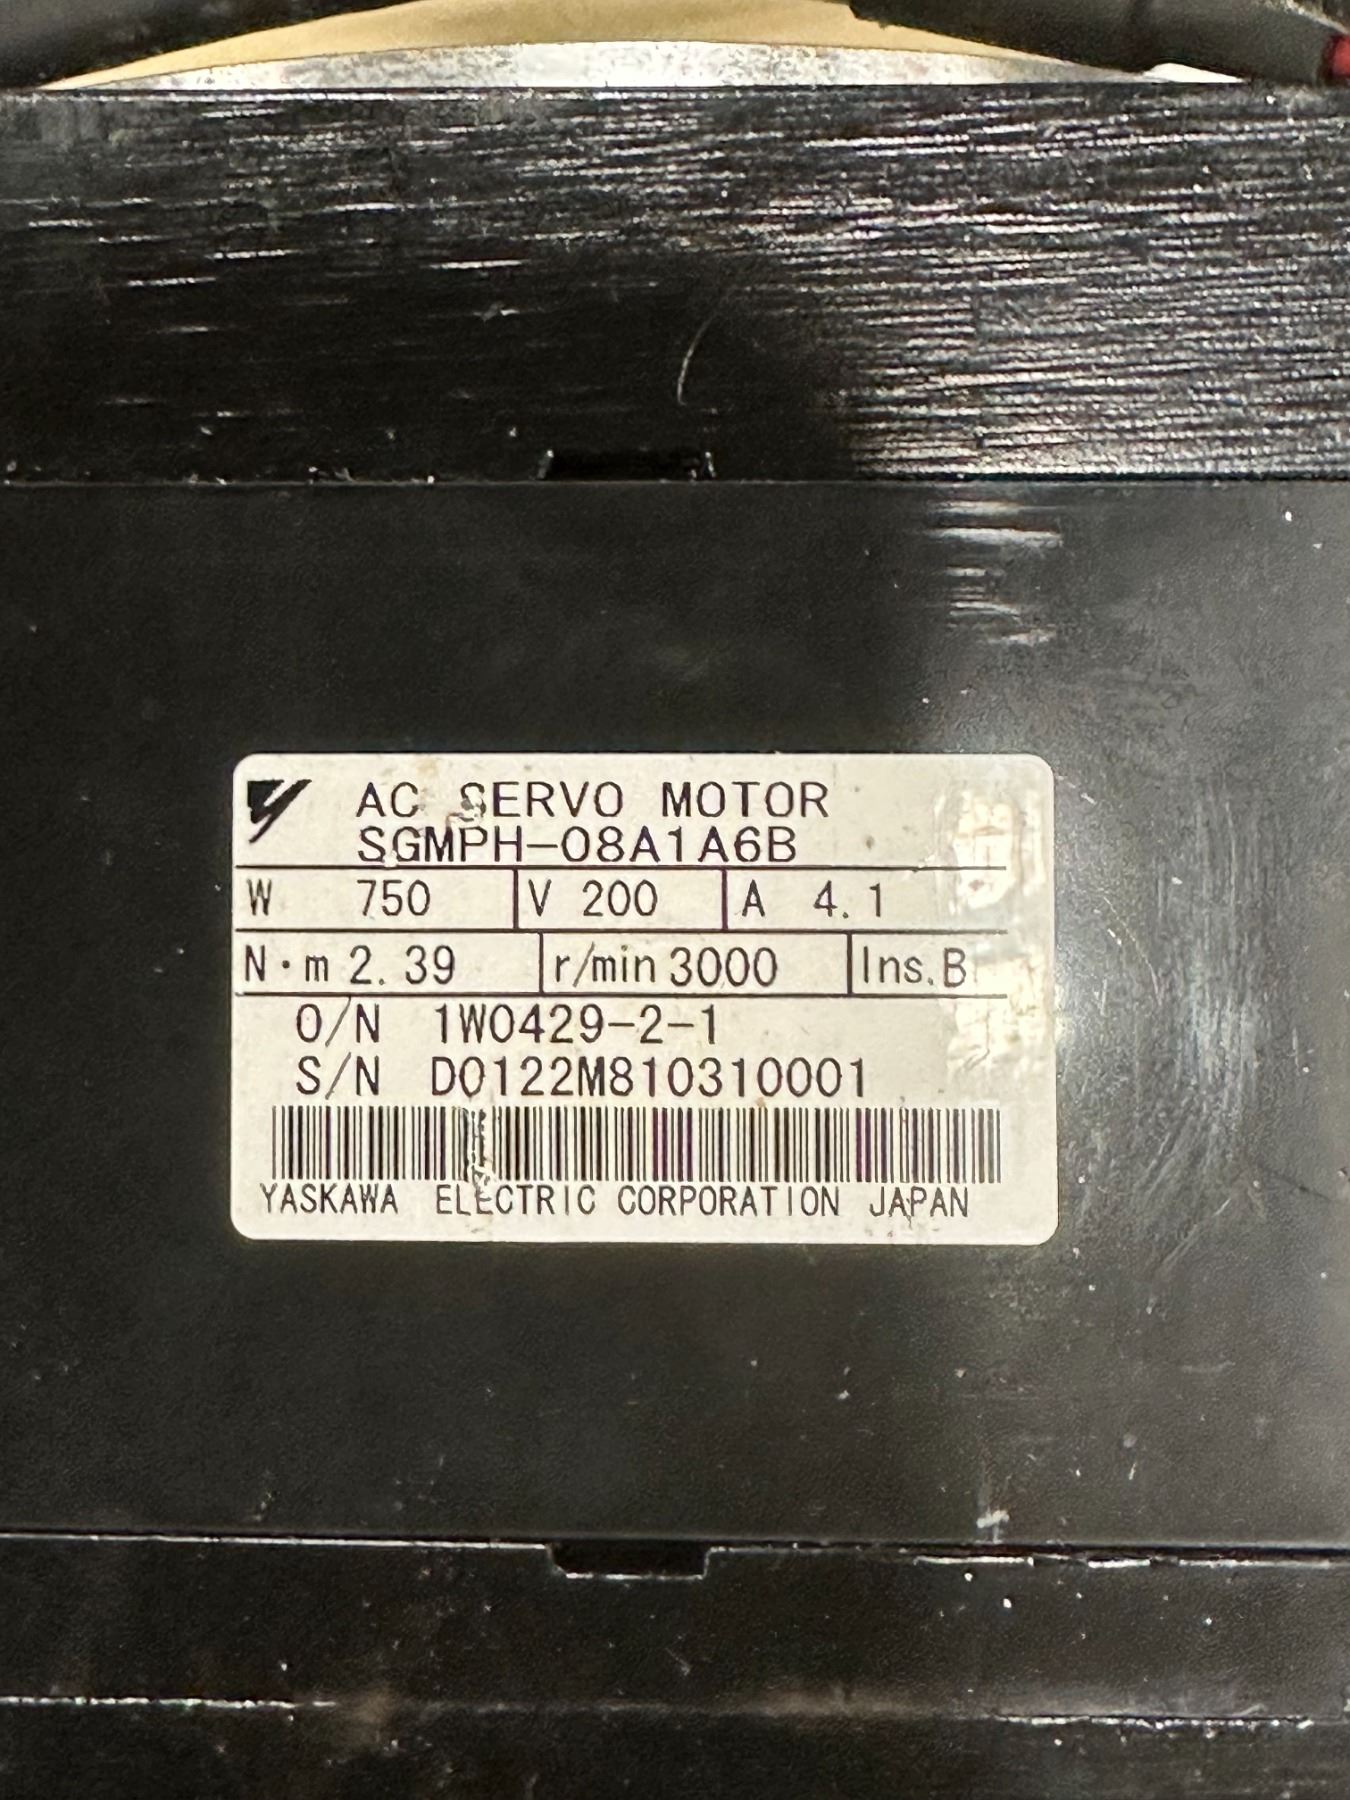 AC SERVO MOTOR
SGMPH-08A1A6B
W 750 V 200 A 4.1
N·m 2.39 r/min 3000 Ins.B
O/N 1W0429-2-1
S/N D0122M810310001
YASKAWA ELECTRIC CORPORATION JAPAN